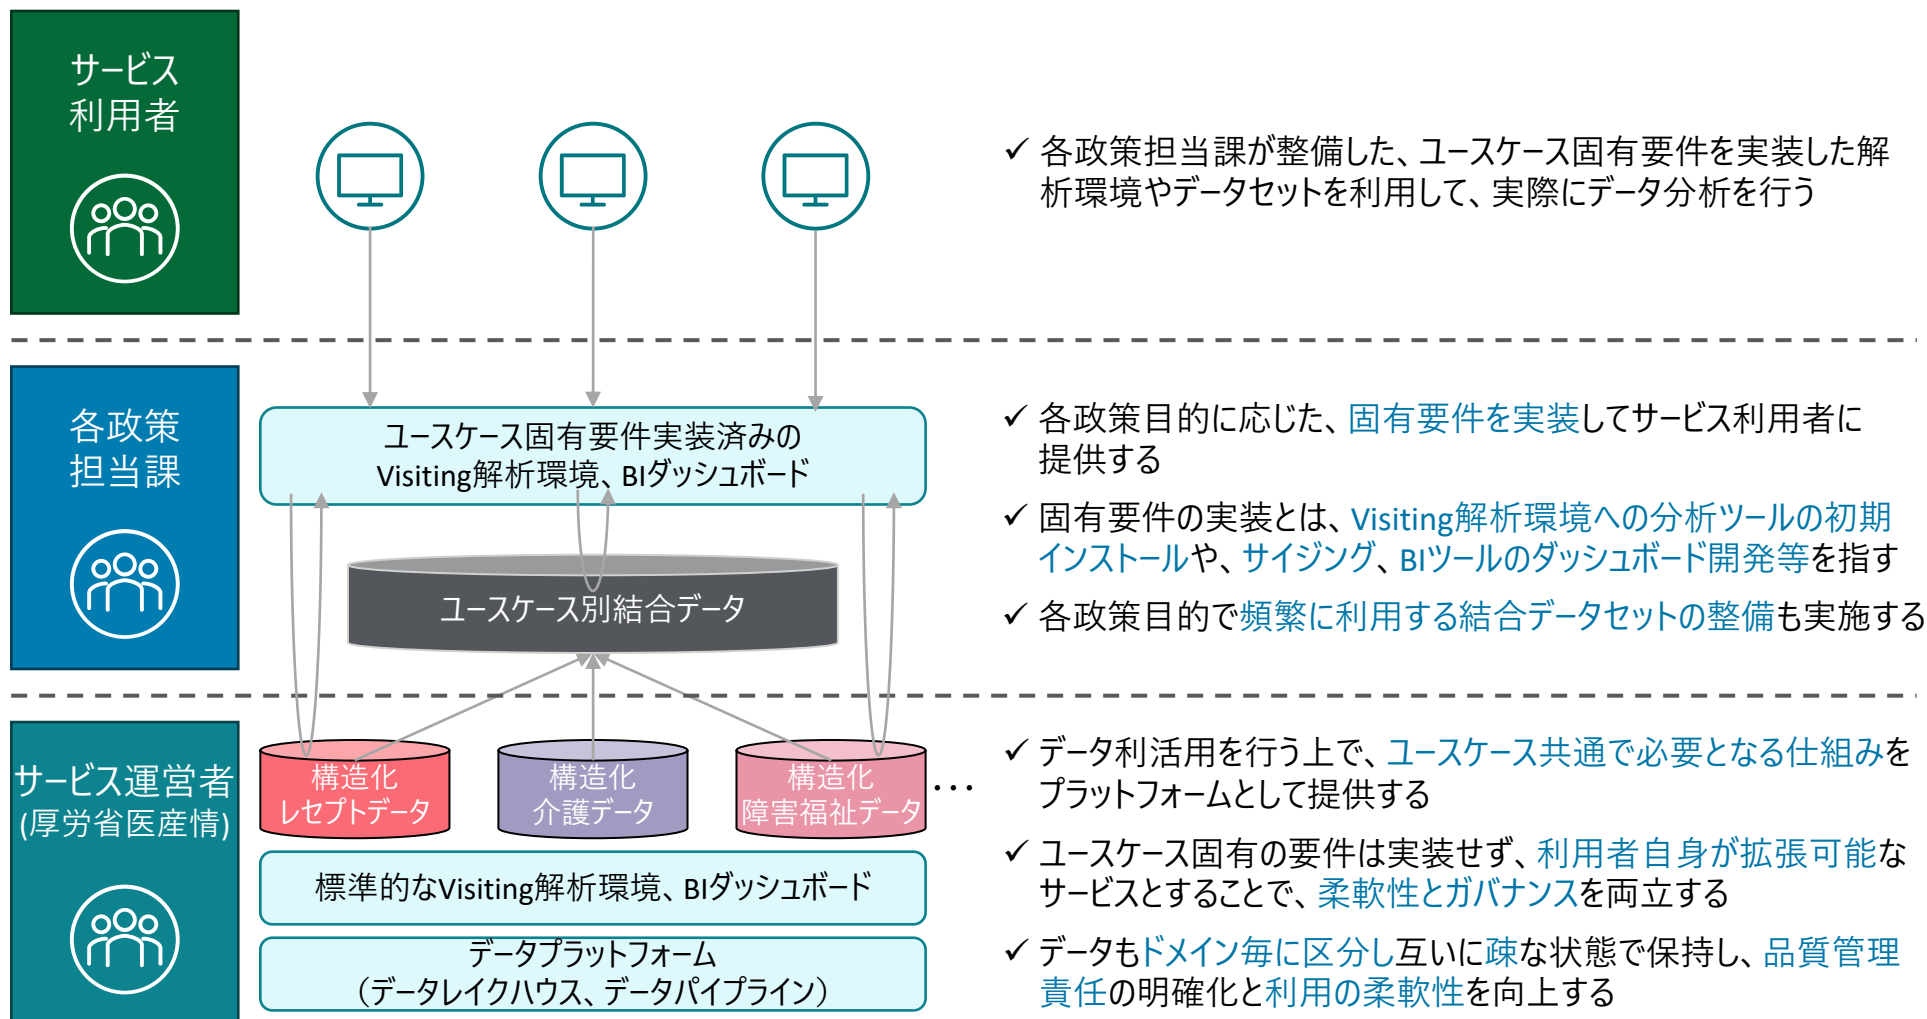 サービス
利用者
✓ 各政策担当課が整備した、ユースケース固有要件を実装した解
析環境やデータセットを利用して、実際にデータ分析を行う
各政策
担当課
ユースケース固有要件実装済みの
Visiting解析環境、BIダッシュボード
ユースケース別結合データ
✓ 各政策目的に応じた、固有要件を実装してサービス利用者に
提供する
✓ 固有要件の実装とは、Visiting解析環境への分析ツールの初期
インストールや、サイジング、BIツールのダッシュボード開発等を指す
✓ 各政策目的で頻繁に利用する結合データセットの整備も実施する
サービス運営者
(厚労省医産情)
構造化
レセプトデータ
構造化
介護データ
構造化
障害福祉データ
…
標準的なVisiting解析環境、BIダッシュボード
データプラットフォーム
（データレイクハウス、データパイプライン）
✓ データ利活用を行う上で、ユースケース共通で必要となる仕組みを
プラットフォームとして提供する
✓ ユースケース固有の要件は実装せず、利用者自身が拡張可能な
サービスとすることで、柔軟性とガバナンスを両立する
✓ データもドメイン毎に区分し互いに疎な状態で保持し、品質管理
責任の明確化と利用の柔軟性を向上する